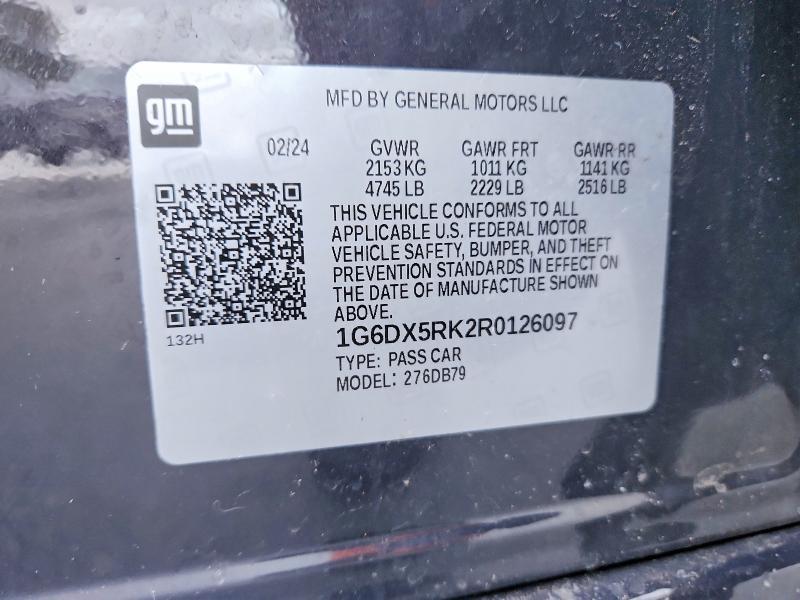 gm
MFD BY GENERAL MOTORS LLC
02/24 GVWR GAWR FRT GAWR RR
2153 KG 1011 KG 1141 KG
4745 LB 2229 LB 2516 LB
THIS VEHICLE CONFORMS TO ALL
APPLICABLE U.S. FEDERAL MOTOR
VEHICLE SAFETY, BUMPER, AND THEFT
PREVENTION STANDARDS IN EFFECT ON
THE DATE OF MANUFACTURE SHOWN
ABOVE.
132H
1G6DX5RK2R0126097
TYPE: PASS CAR
MODEL: 276DB79